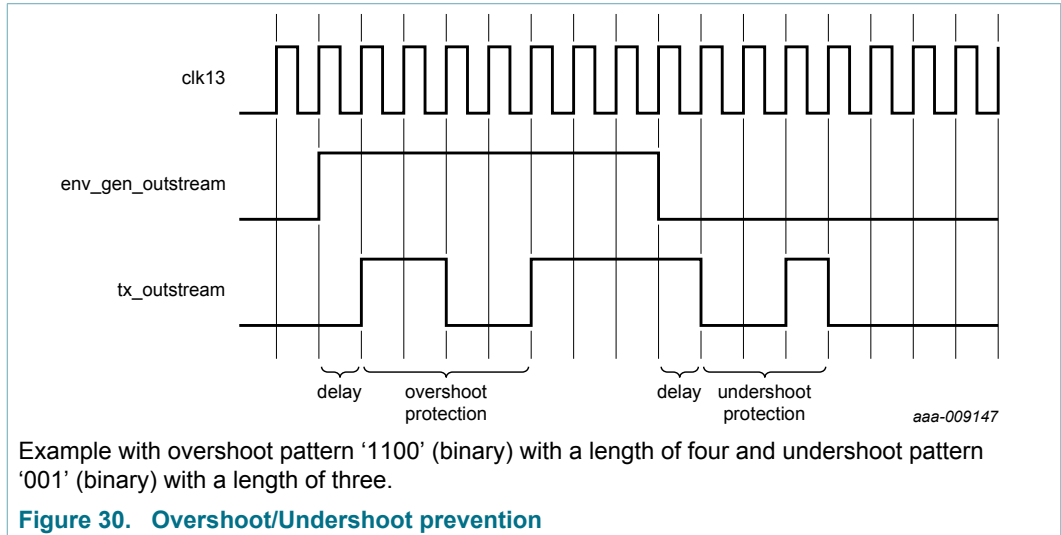 clk13
env_gen_outstream
tx_outstream
delay
overshoot
protection
delay
undershoot
protection
aaa-009147
Example with overshoot pattern ‘1100’ (binary) with a length of four and undershoot pattern
‘001’ (binary) with a length of three.
Figure 30. Overshoot/Undershoot prevention